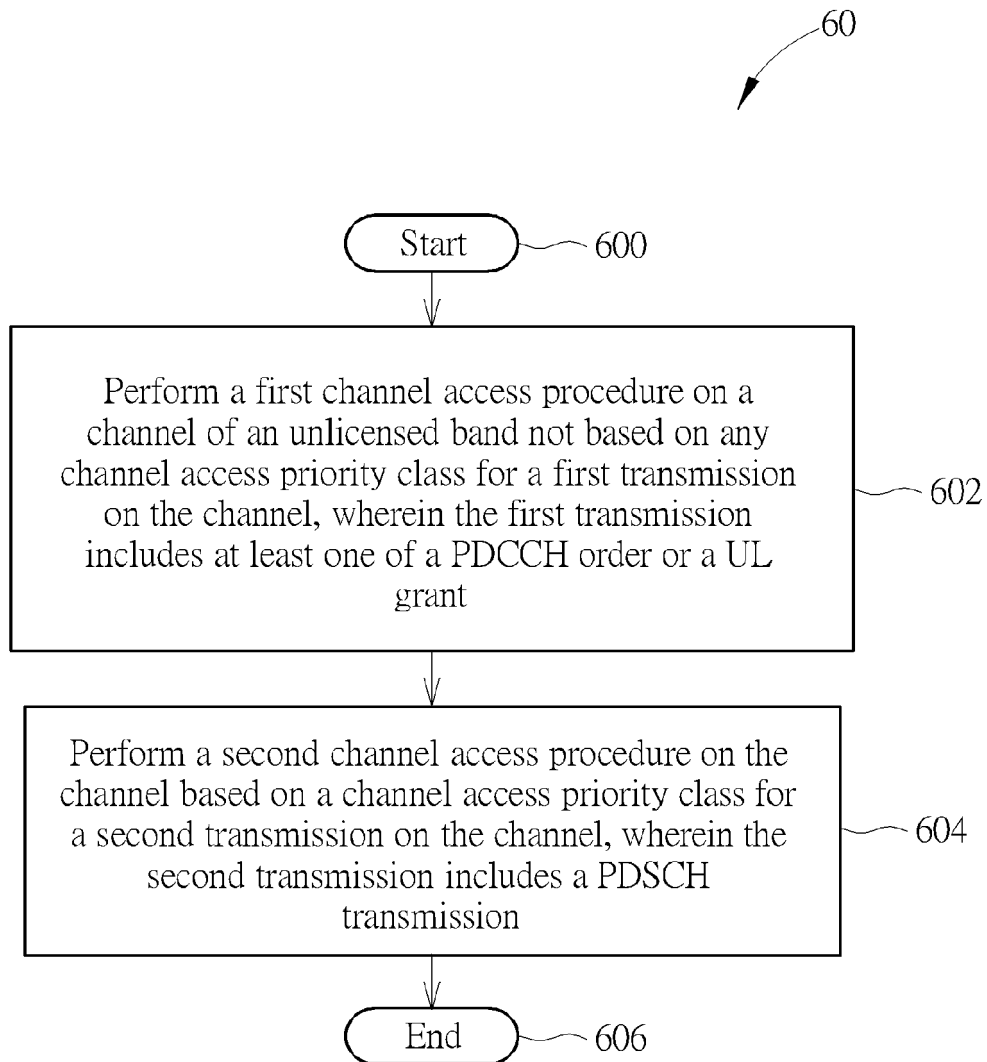 60
Start
600
Perform a first channel access procedure on a
channel of an unlicensed band not based on any
channel access priority class for a first transmission
on the channel, wherein the first transmission
includes at least one of a PDCCH order or a UL
grant
602
Perform a second channel access procedure on the
channel based on a channel access priority class for
a second transmission on the channel, wherein the
second transmission includes a PDSCH
transmission
604
End
606